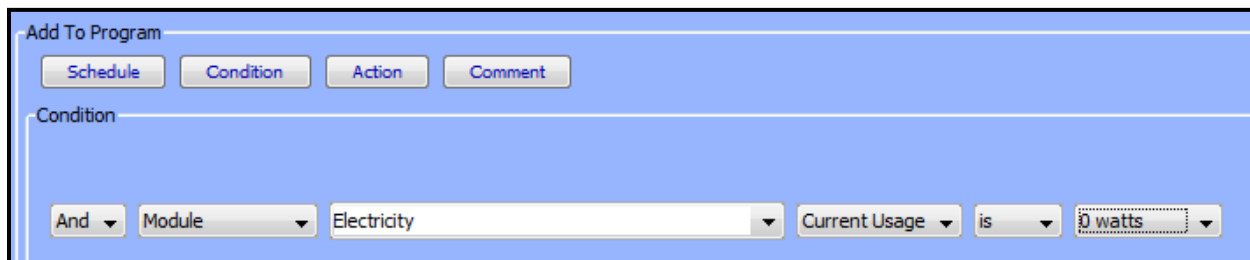 Add To Program
Schedule Condition Action Comment
Condition
And Module Electricity Current Usage is 0 watts